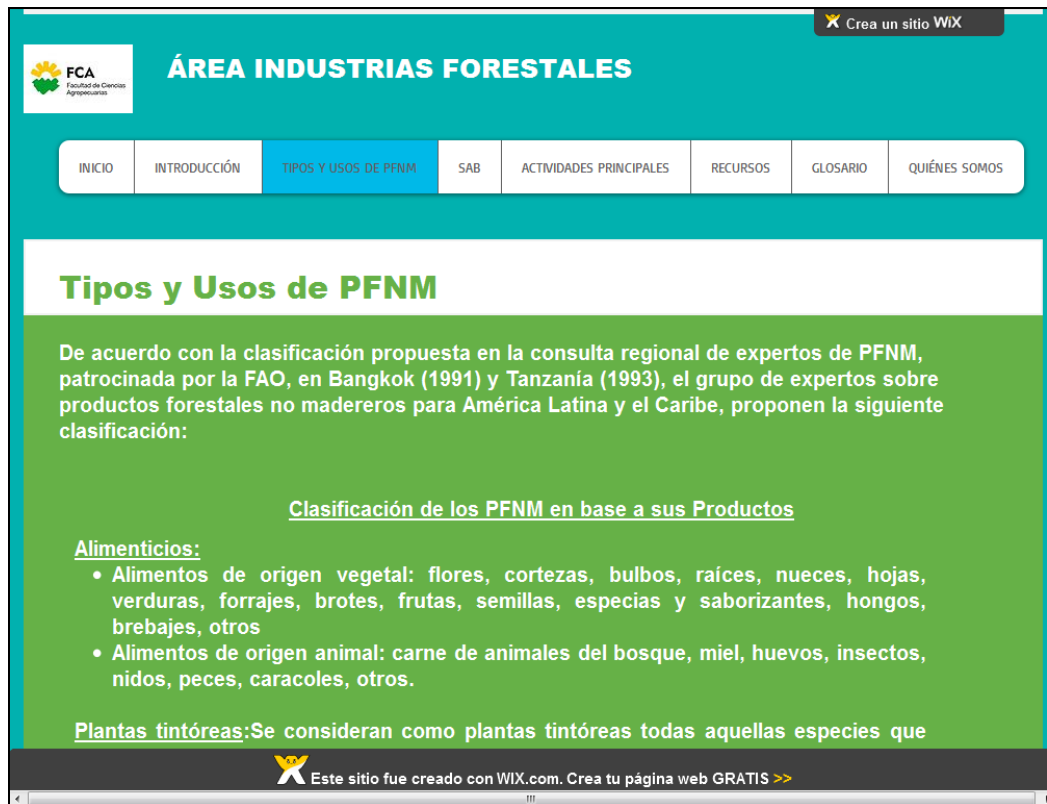 Crea un sitio WiX
FCA
Facultad de Ciencias
Agropecuarias
ÁREA INDUSTRIAS FORESTALES
INICIO
INTRODUCCIÓN
TIPOS Y USOS DE PFNM
SAB
ACTIVIDADES PRINCIPALES
RECURSOS
GLOSARIO
QUIÉNES SOMOS
Tipos y Usos de PFNM
De acuerdo con la clasificación propuesta en la consulta regional de expertos de PFNM,
patrocinada por la FAO, en Bangkok (1991) y Tanzanía (1993), el grupo de expertos sobre
productos forestales no madereros para América Latina y el Caribe, proponen la siguiente
clasificación:
Clasificación de los PFNM en base a sus Productos
Alimenticios:
• Alimentos de origen vegetal: flores, cortezas, bulbos, raíces, nueces, hojas,
verduras, forrajes, brotes, frutas, semillas, especias y saborizantes, hongos,
brebajes, otros
• Alimentos de origen animal: carne de animales del bosque, miel, huevos, insectos,
nidos, peces, caracoles, otros.
Plantas tintóreas:Se consideran como plantas tintóreas todas aquellas especies que
Este sitio fue creado con WIX.com. Crea tu página web GRATIS >>